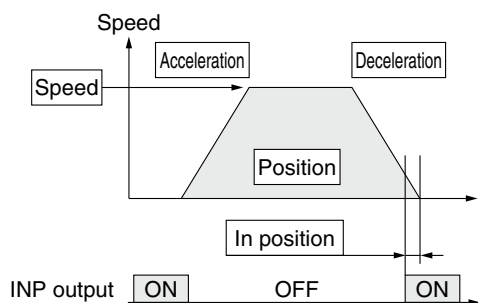 Speed
Acceleration
Deceleration
Speed
Position
In position
INP output
ON
OFF
ON